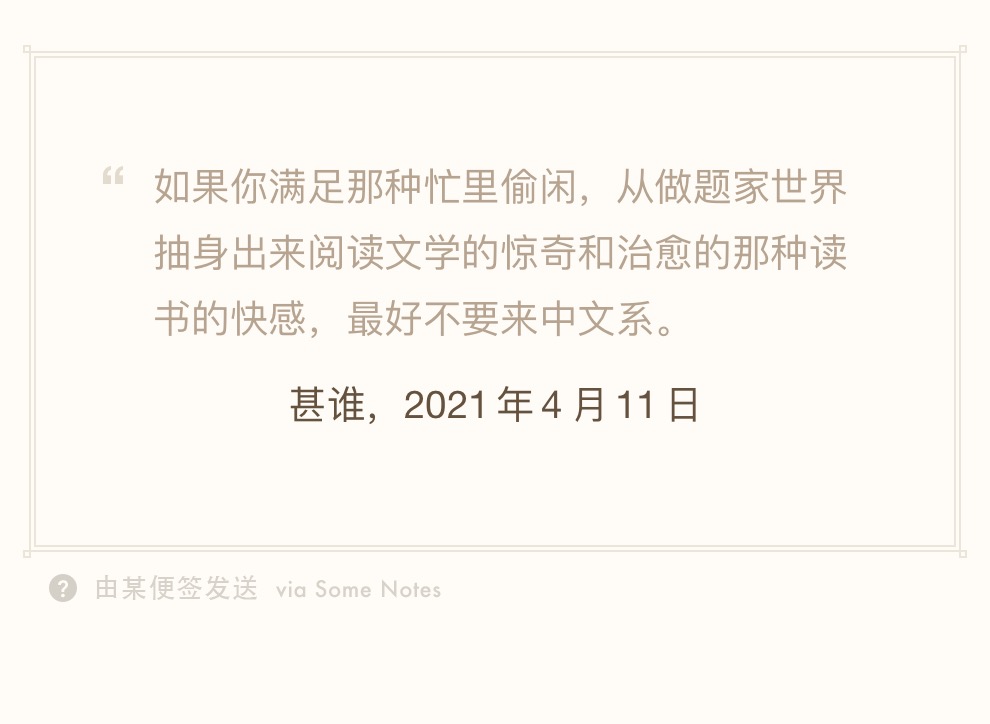 “ 如果你满足那种忙里偷闲，从做题家世界
抽身出来阅读文学的惊奇和治愈的那种读
书的快感，最好不要来中文系。
甚谁，2021 年 4 月 11 日
? 由某便签发送 via Some Notes